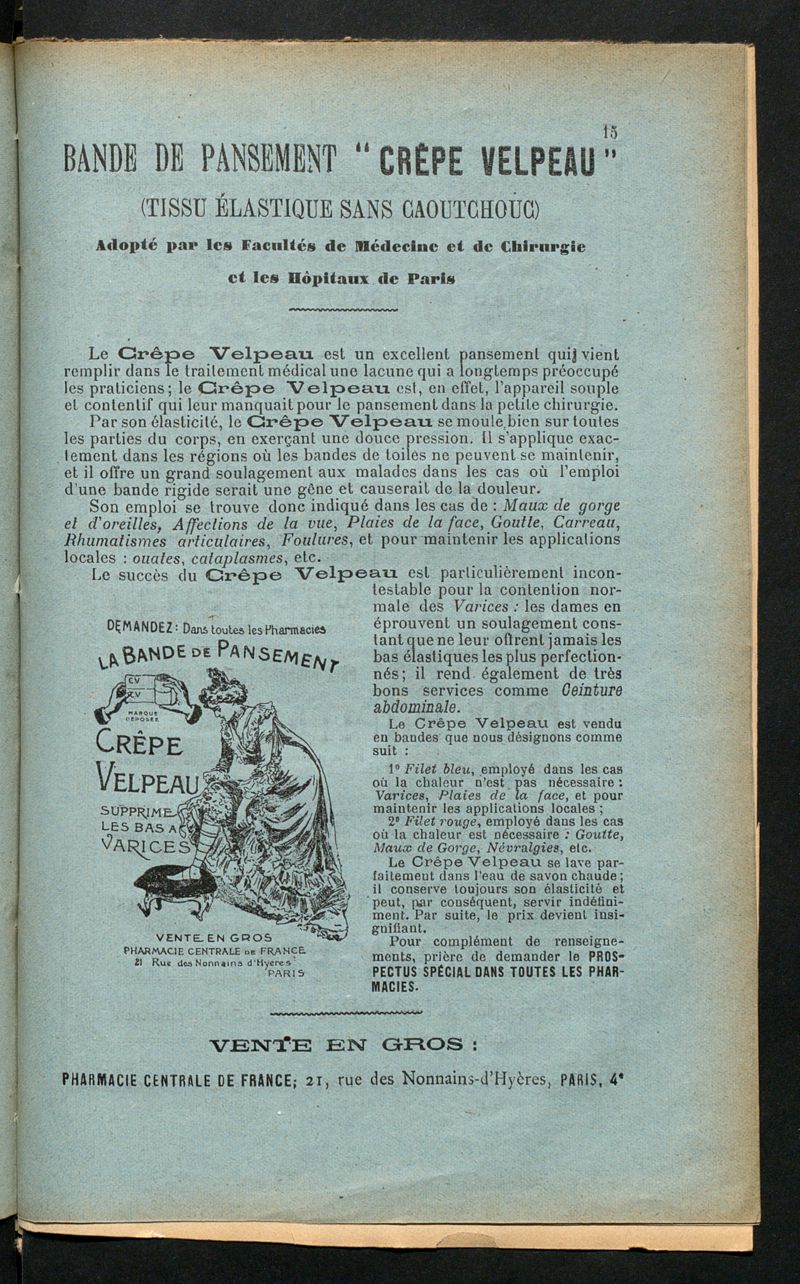 15
BANDE DE PANSEMENT " CRÊPE VELPEAU "
(TISSU ÉLASTIQUE SANS CAOUTCHOUC)
Adopté par les Facultés de Médecine et de Chirurgie
et les Hôpitaux de Paris
Le Crêpe Velpeau est un excellent pansement qui vient
remplir dans le traitement médical une lacune qui a longtemps préoccupé
les praticiens ; le Crêpe Velpeau est, en effet, l'appareil souple
et contentif qui leur manquait pour le pansement dans la petite chirurgie.
Par son élasticité, le Crêpe Velpeau se moule bien sur toutes
les parties du corps, en exerçant une douce pression. Il s'applique exac-
tement dans les régions où les bandes de toiles ne peuvent se maintenir,
et il offre un grand soulagement aux malades dans les cas où l'emploi
d'une bande rigide serait une gêne et causerait de la douleur.
Son emploi se trouve donc indiqué dans les cas de : Maux de gorge
et d'oreilles, Affections de la vue, Plaies de la face, Goutte, Carreau,
Rhumatismes articulaires, Foulures, et pour maintenir les applications
locales : ouates, cataplasmes, etc.
Le succès du Crêpe Velpeau est particulièrement incon-
testable pour la contention nor-
male des Varices : les dames en
éprouvent un soulagement cons-
tant que ne leur offrent jamais les
bas élastiques les plus perfection-
nés ; il rend également de très
bons services comme Ceinture
abdominale.
Le Crêpe Velpeau est vendu
en bandes que nous désignons comme
suit :
1° Filet bleu, employé dans les cas
où la chaleur n'est pas nécessaire :
Varices, Plaies de la face, et pour
maintenir les applications locales ;
2° Filet rouge, employé dans les cas
où la chaleur est nécessaire : Goutte,
Maux de Gorge, Névralgies, etc.
Le Crêpe Velpeau se lave par-
faitement dans l'eau de savon chaude ;
il conserve toujours son élasticité et
peut, par conséquent, servir indéfini-
ment. Par suite, le prix devient insi-
gnifiant.
Pour complément de renseigne-
ments, prière de demander le PROS-
PECTUS SPÉCIAL DANS TOUTES LES PHAR-
MACIES.
DEMANDEZ : Dans toutes les Pharmacies
LA BANDE DE PANSEMENT
CV
C.V
MARQUE
DÉPOSÉE
CRÊPE
VELPEAU
SUPPRIME
LES BAS A
VARICES
VENTE EN GROS
PHARMACIE CENTRALE DE FRANCE
21 Rue des Nonnains d'Hyères
PARIS
VENTE EN GROS :
PHARMACIE CENTRALE DE FRANCE; 21, rue des Nonnains-d'Hyères, PARIS, 4e